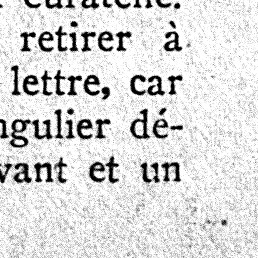 retirer à
lettre, car
ngulier dé-
vant et un